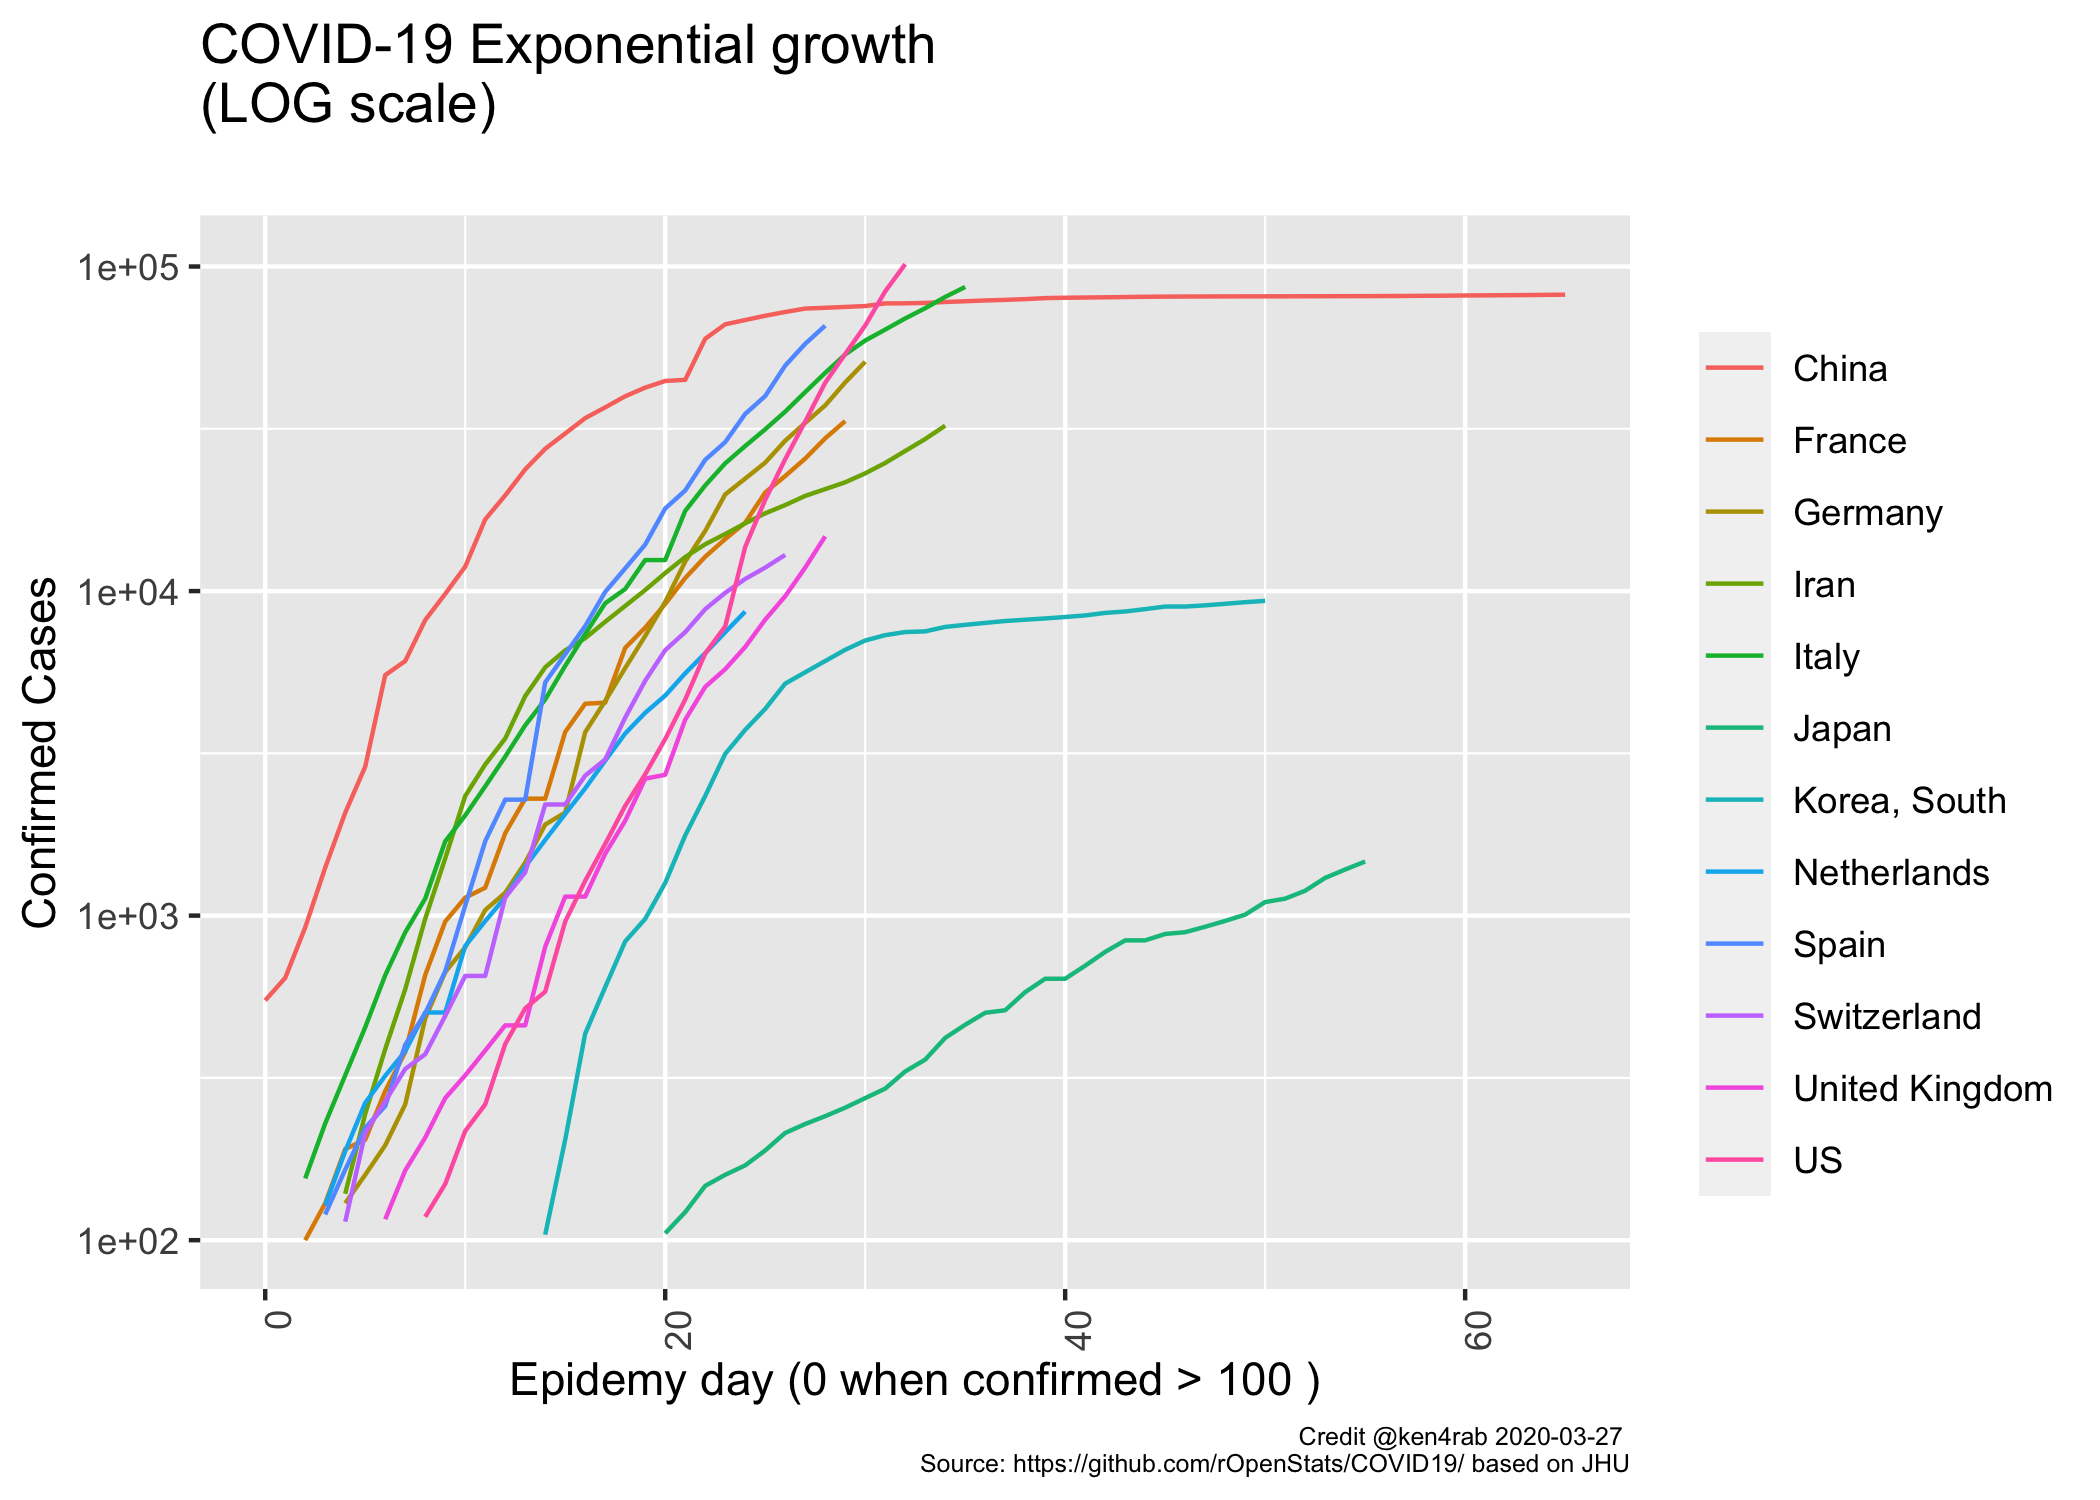 COVID-19 Exponential growth
(LOG scale)
1e+05
1e+04
1e+03
1e+02
Confirmed Cases
0
20
40
60
Epidemy day (0 when confirmed > 100 )
China
France
Germany
Iran
Italy
Japan
Korea, South
Netherlands
Spain
Switzerland
United Kingdom
US
Credit @ken4rab 2020-03-27
Source: https://github.com/rOpenStats/COVID19/ based on JHU